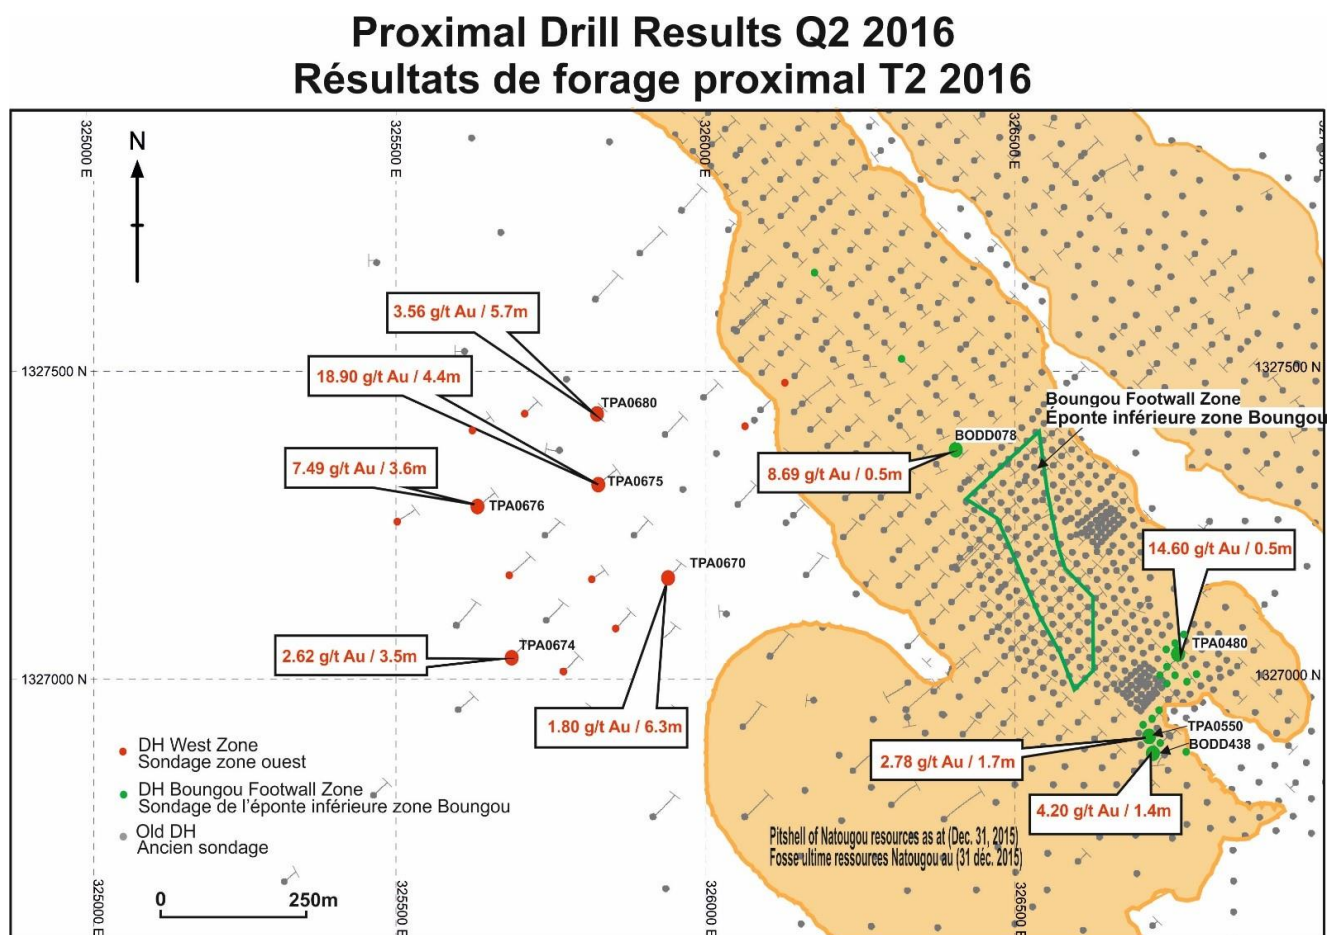 Proximal Drill Results Q2 2016
Résultats de forage proximal T2 2016
325000 E
325500 E
326000 E
326500 E
N
3.56 g/t Au / 5.7m
1327500 N
1327500 N
18.90 g/t Au / 4.4m
TPA0680
Boungou Footwall Zone
Éponte inférieure zone Boungou
BODD078
7.49 g/t Au / 3.6m
8.69 g/t Au / 0.5m
TPA0675
TPA0676
14.60 g/t Au / 0.5m
TPA0670
TPA0674
TPA0480
2.62 g/t Au / 3.5m
1327000 N
1327000 N
1.80 g/t Au / 6.3m
TPA0550
BODD438
DH West Zone
Sondage zone ouest
2.78 g/t Au / 1.7m
DH Boungou Footwall Zone
Sondage de l'éponte inférieure zone Boungou
4.20 g/t Au / 1.4m
Old DH
Ancien sondage
Pitshell of Natougou resources as at (Dec. 31, 2015)
Fosse ultime ressources Natougou au (31 déc. 2015)
0 250m
325000 E
325500 E
326000 E
326500 E